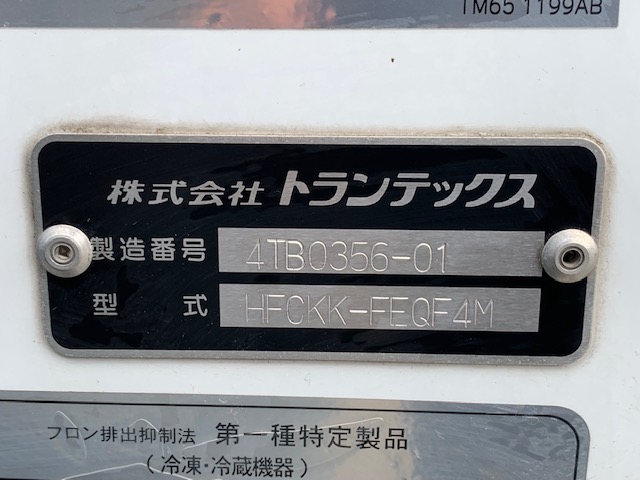 TM65 1199AB
株式会社 トランテックス
製造番号 4TB0356-01
型式 HFCKK-FEQF4M
フロン排出抑制法 第一種特定製品
(冷凍・冷蔵機器)